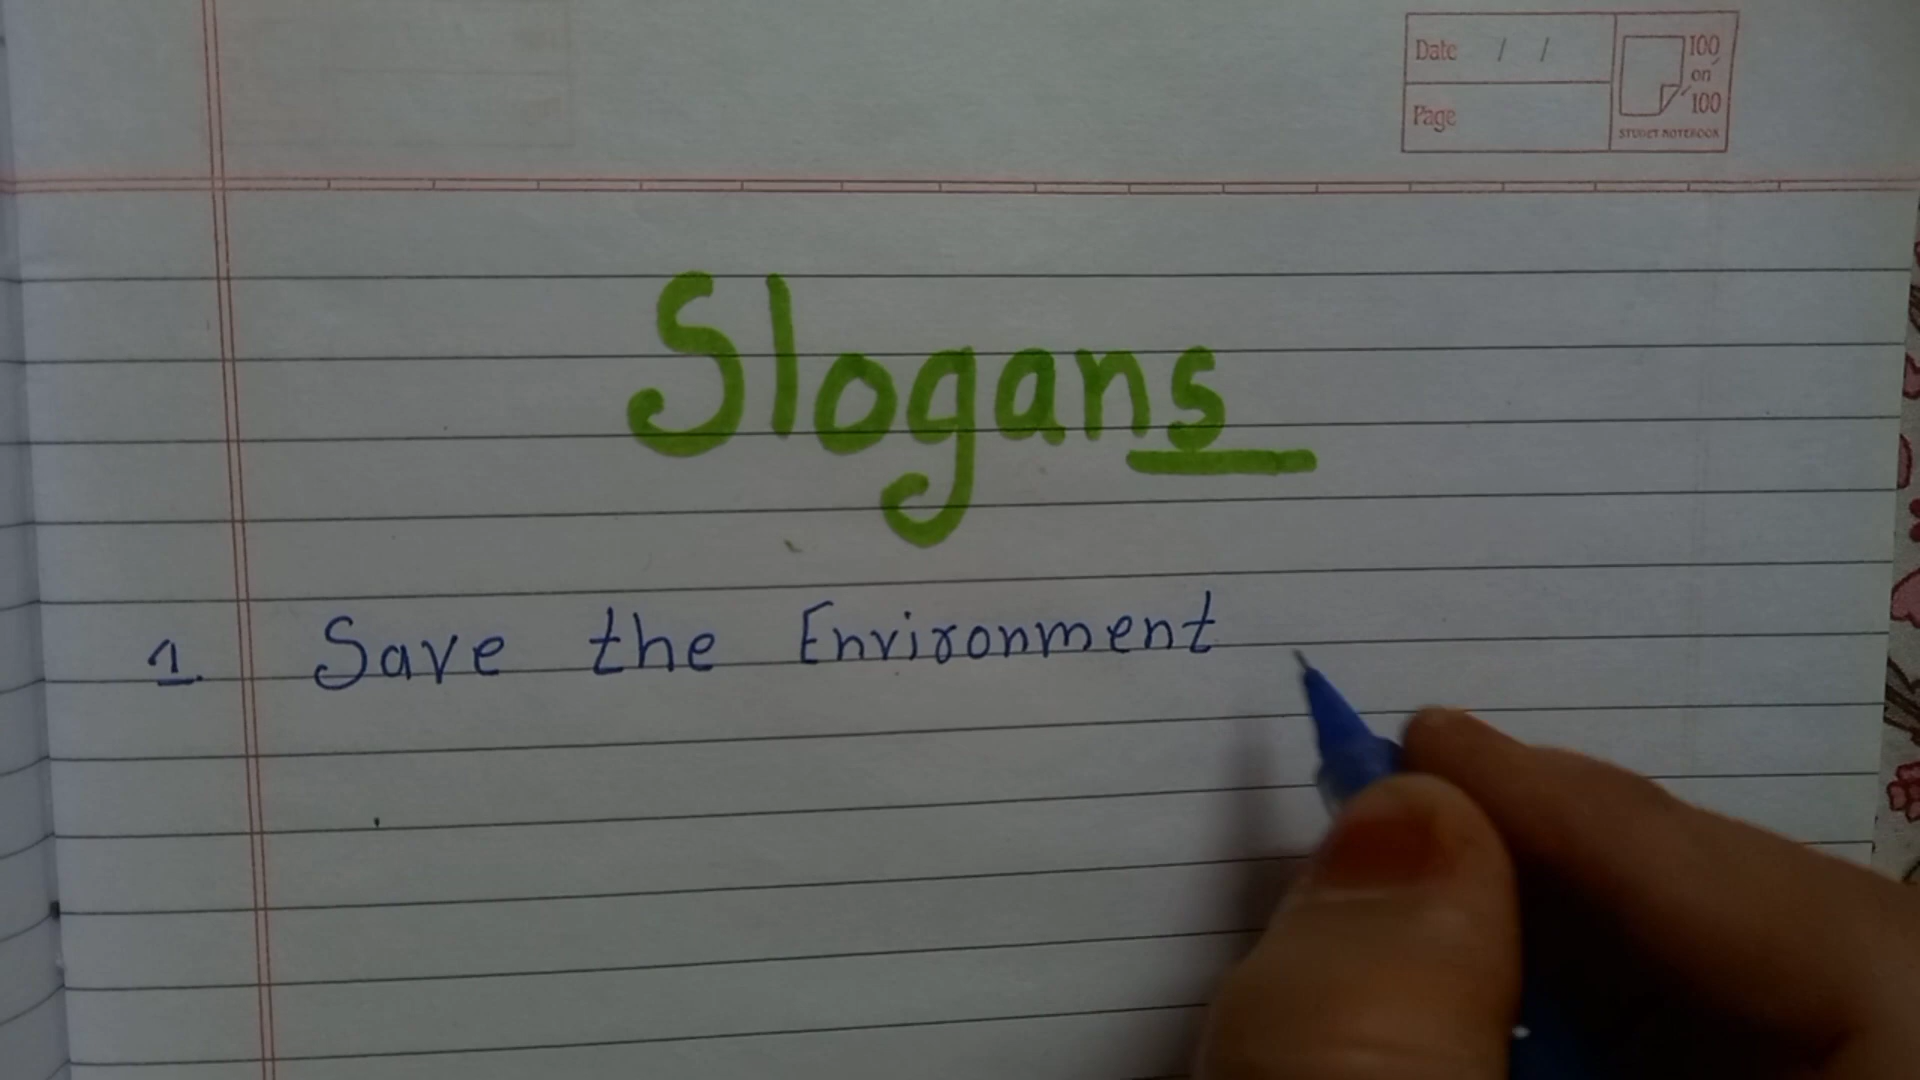 Date / /
Page
100
on
100
STUDENT NOTEBOOK
Slogans
1. Save the Environment